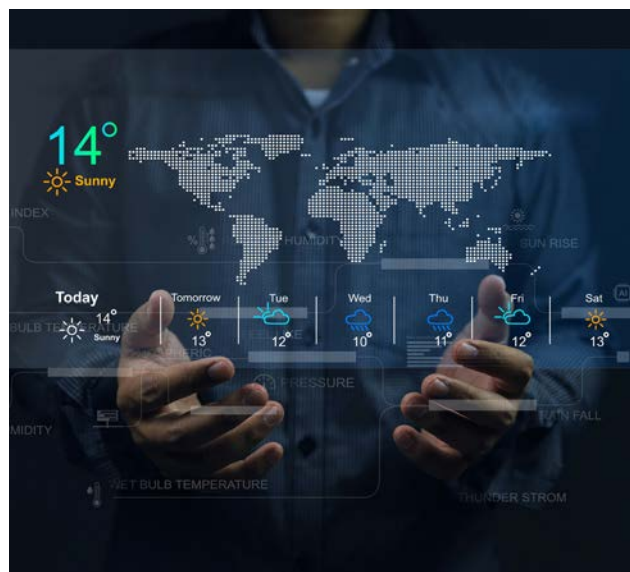 14°
Sunny
INDEX
%
HUMIDITY
SUN RISE
AI
Today
Tomorrow
Tue
Wed
Thu
Fri
Sat
14°
Sunny
13°
12°
10°
11°
12°
13°
BULB TEMPERATURE
PRESSURE
RAIN FALL
MIDITY
WET BULB TEMPERATURE
THUNDER STROM